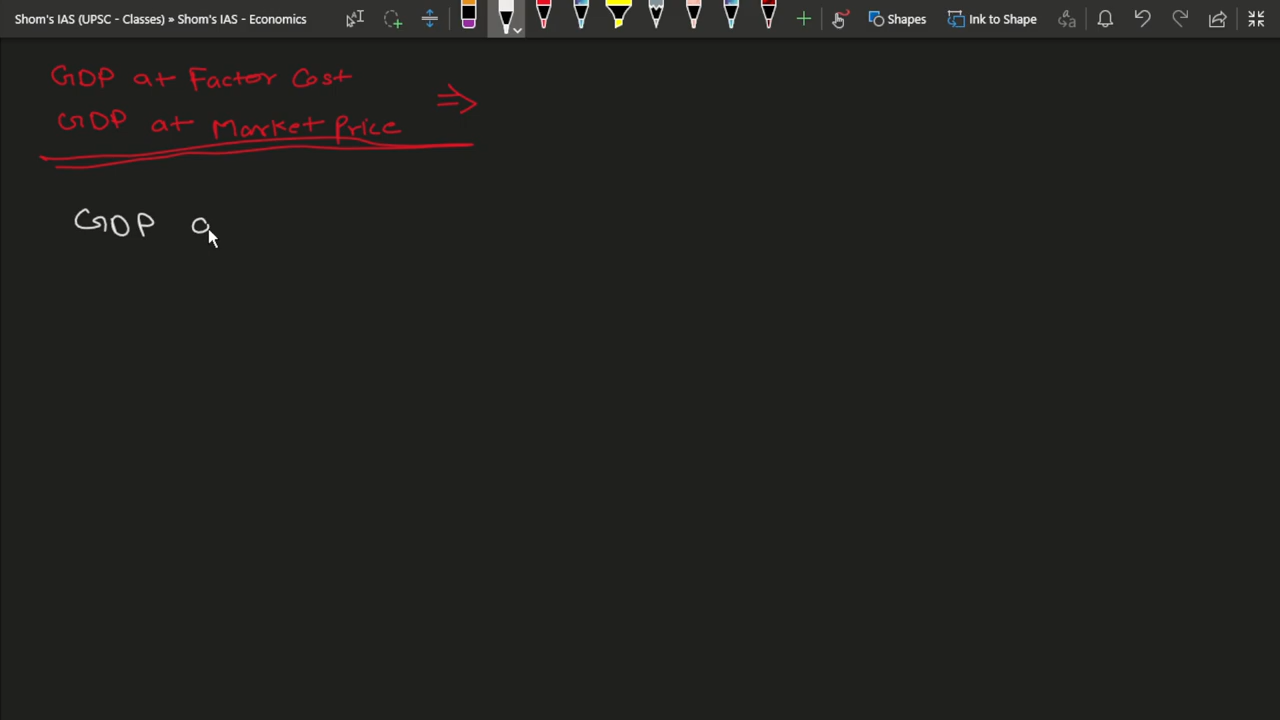 Shom's IAS (UPSC - Classes) » Shom's IAS - Economics
Shapes
Ink to Shape
GDP at Factor Cost
GDP at Market Price
⇒
GDP a